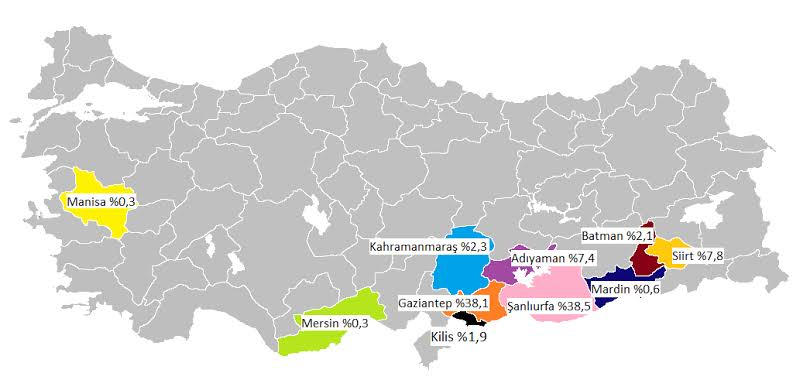 Manisa %0,3
Kahramanmaraş %2,3
Batman %2,1
Adıyaman %7,4
Siirt %7,8
Mardin %0,6
Gaziantep %38,1
Şanlıurfa %38,5
Mersin %0,3
Kilis %1,9